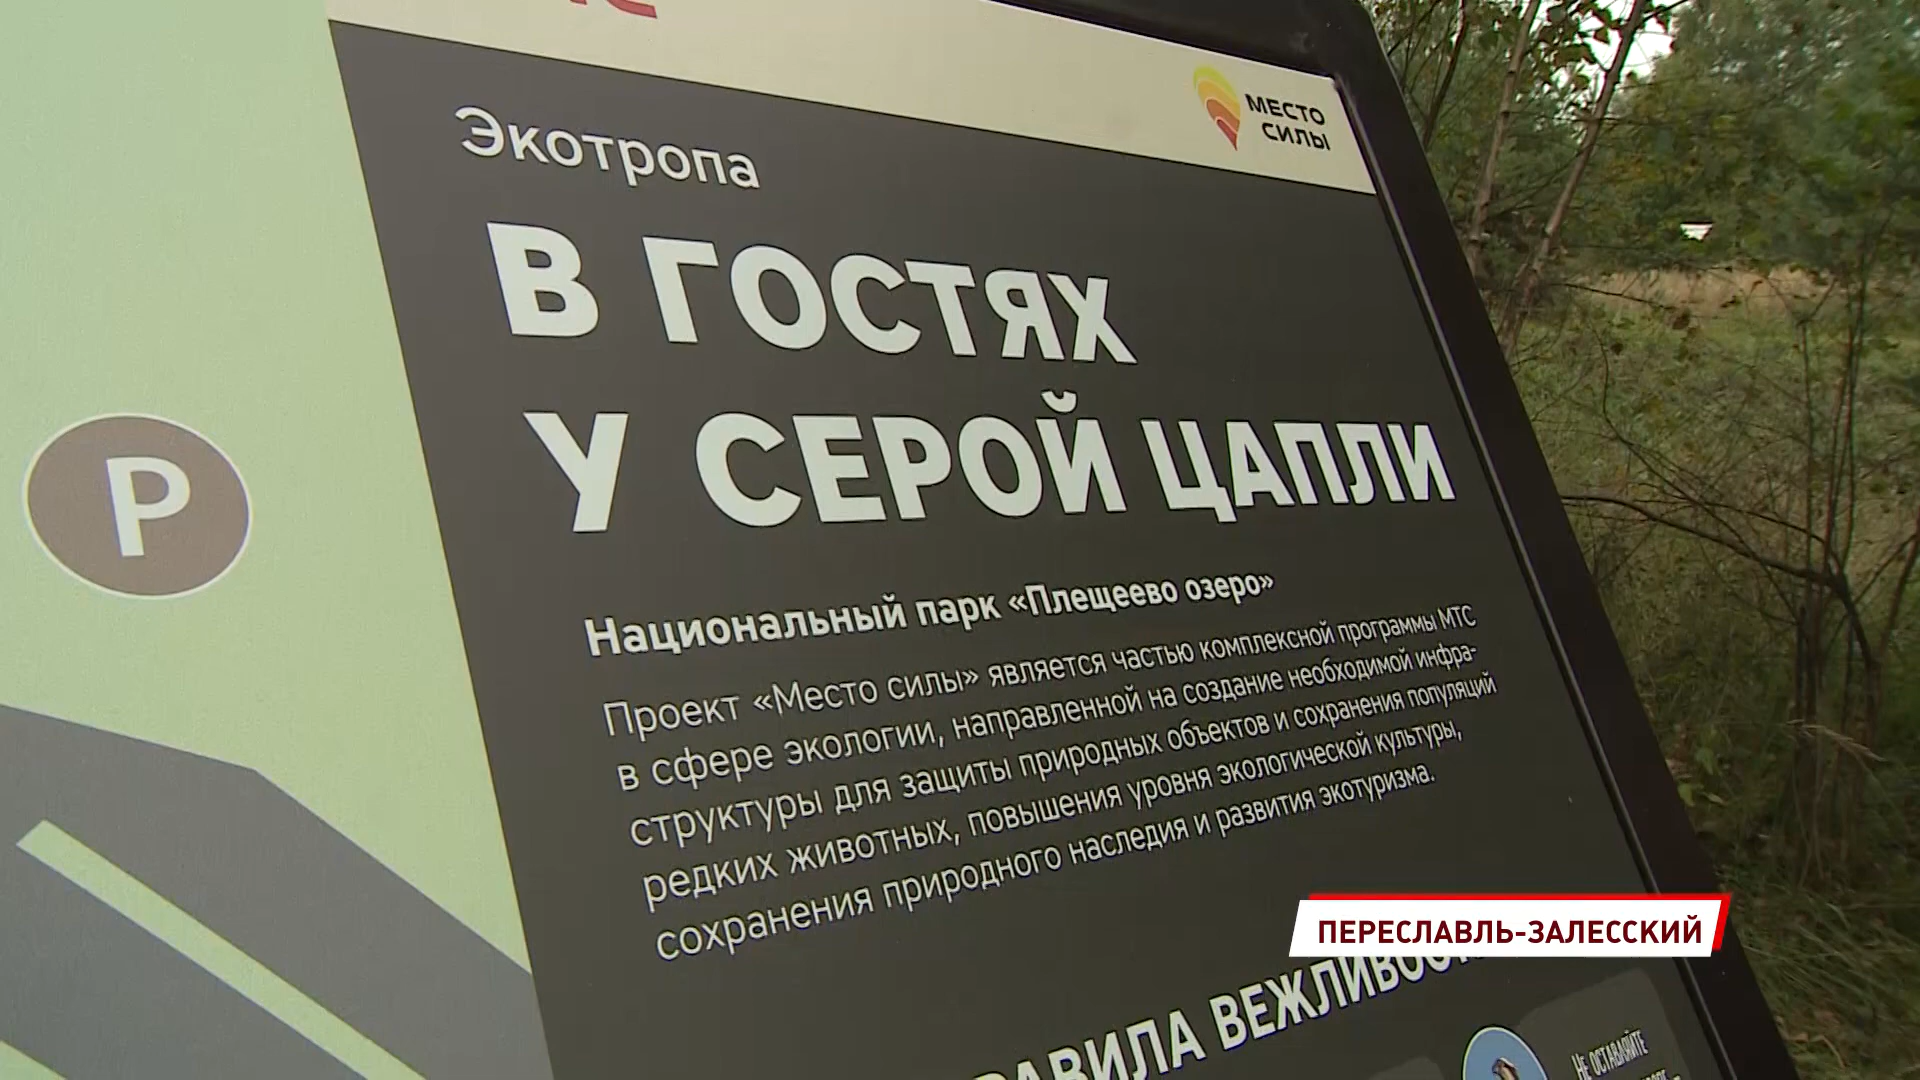 МЕСТО
СИЛЫ
Экотропа
В ГОСТЯХ
У СЕРОЙ ЦАПЛИ
P
Национальный парк «Плещеево озеро»
Проект «Место силы» является частью комплексной программы МТС
в сфере экологии, направленной на создание необходимой инфра-
структуры для защиты природных объектов и сохранения популяций
редких животных, повышения уровня экологической культуры,
сохранения природного наследия и развития экотуризма.
ПЕРЕСЛАВЛЬ-ЗАЛЕССКИЙ
НЕ ОСТАВЛЯЙТЕ